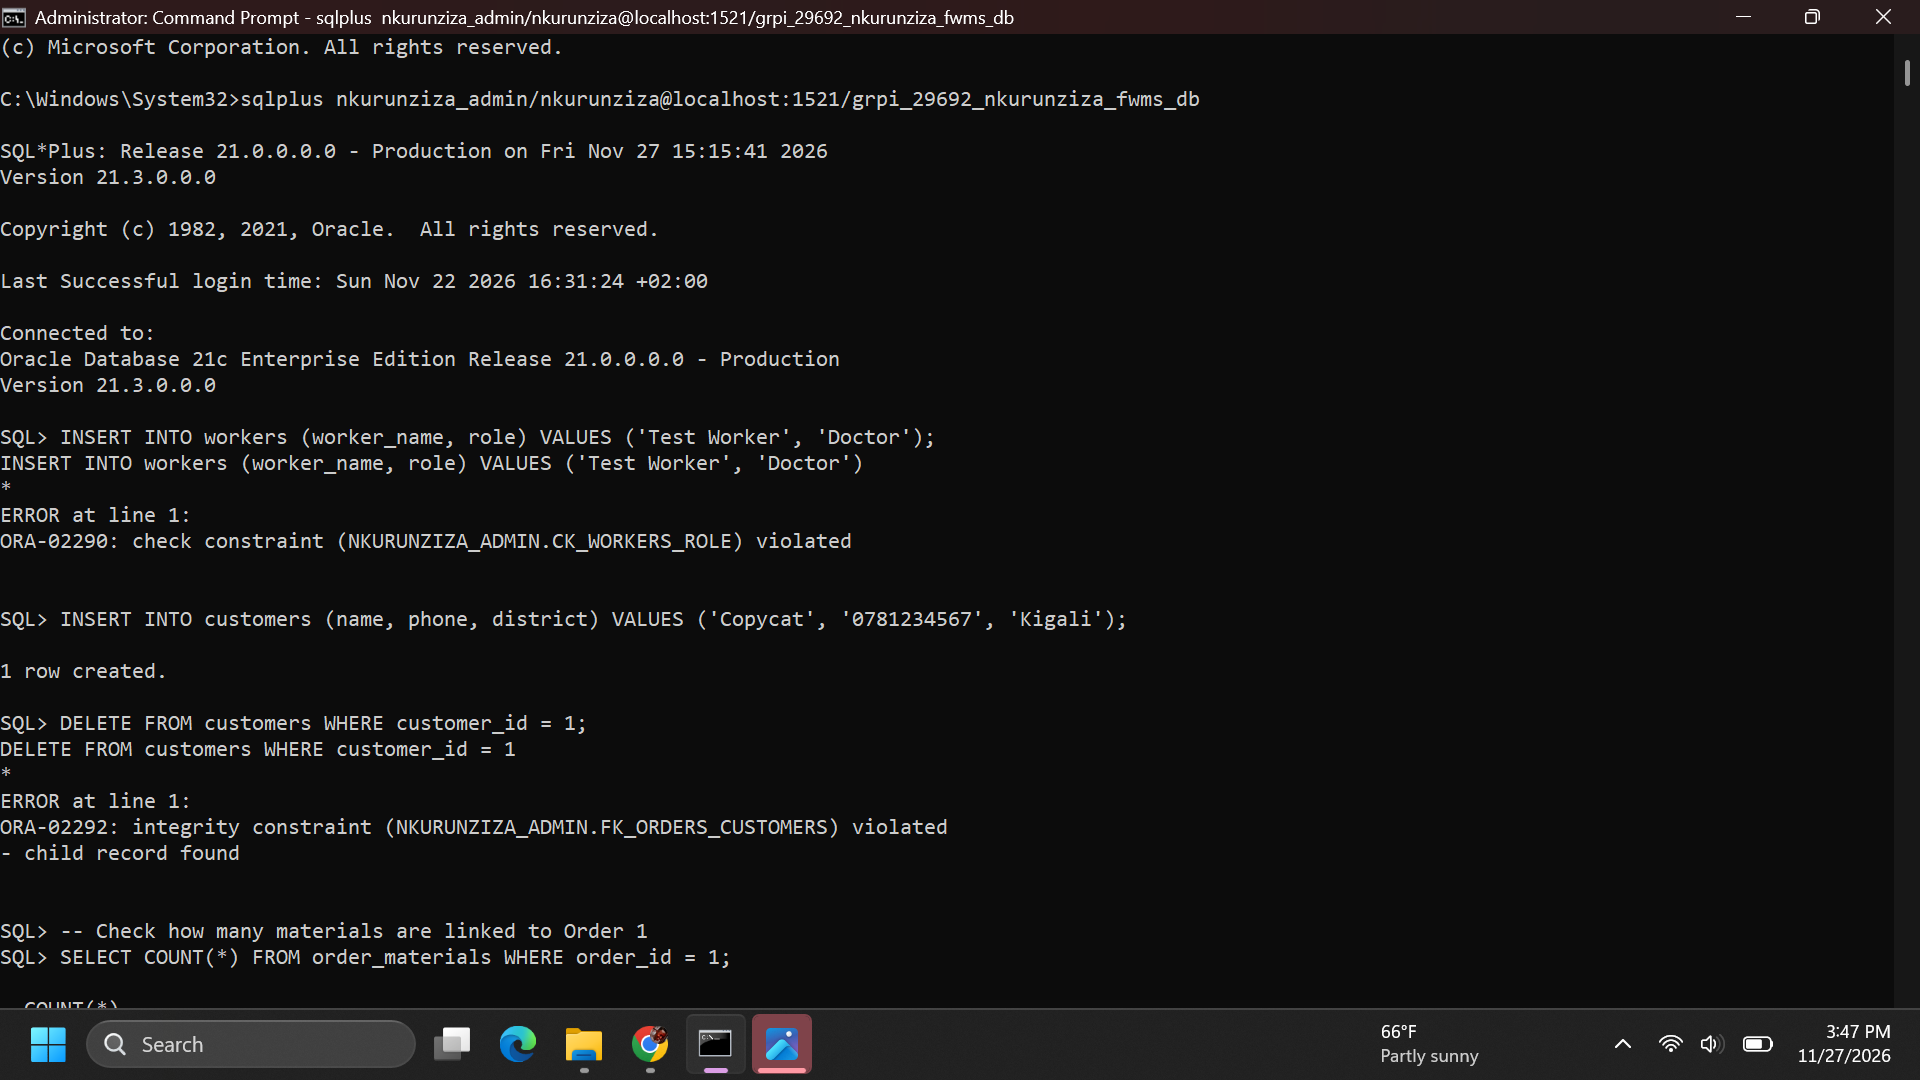 Administrator: Command Prompt - sqlplus  nkurunziza_admin/nkurunziza@localhost:1521/grpi_29692_nkurunziza_fwms_db
(c) Microsoft Corporation. All rights reserved.
C:\Windows\System32>sqlplus nkurunziza_admin/nkurunziza@localhost:1521/grpi_29692_nkurunziza_fwms_db
SQL*Plus: Release 21.0.0.0.0 - Production on Fri Nov 27 15:15:41 2026
Version 21.3.0.0.0
Copyright (c) 1982, 2021, Oracle.  All rights reserved.
Last Successful login time: Sun Nov 22 2026 16:31:24 +02:00
Connected to:
Oracle Database 21c Enterprise Edition Release 21.0.0.0.0 - Production
Version 21.3.0.0.0
SQL> INSERT INTO workers (worker_name, role) VALUES ('Test Worker', 'Doctor');
INSERT INTO workers (worker_name, role) VALUES ('Test Worker', 'Doctor')
*
ERROR at line 1:
ORA-02290: check constraint (NKURUNZIZA_ADMIN.CK_WORKERS_ROLE) violated
SQL> INSERT INTO customers (name, phone, district) VALUES ('Copycat', '0781234567', 'Kigali');
1 row created.
SQL> DELETE FROM customers WHERE customer_id = 1;
DELETE FROM customers WHERE customer_id = 1
*
ERROR at line 1:
ORA-02292: integrity constraint (NKURUNZIZA_ADMIN.FK_ORDERS_CUSTOMERS) violated
- child record found
SQL> -- Check how many materials are linked to Order 1
SQL> SELECT COUNT(*) FROM order_materials WHERE order_id = 1;
COUNT(*)
Search
66°F
Partly sunny
3:47 PM
11/27/2026